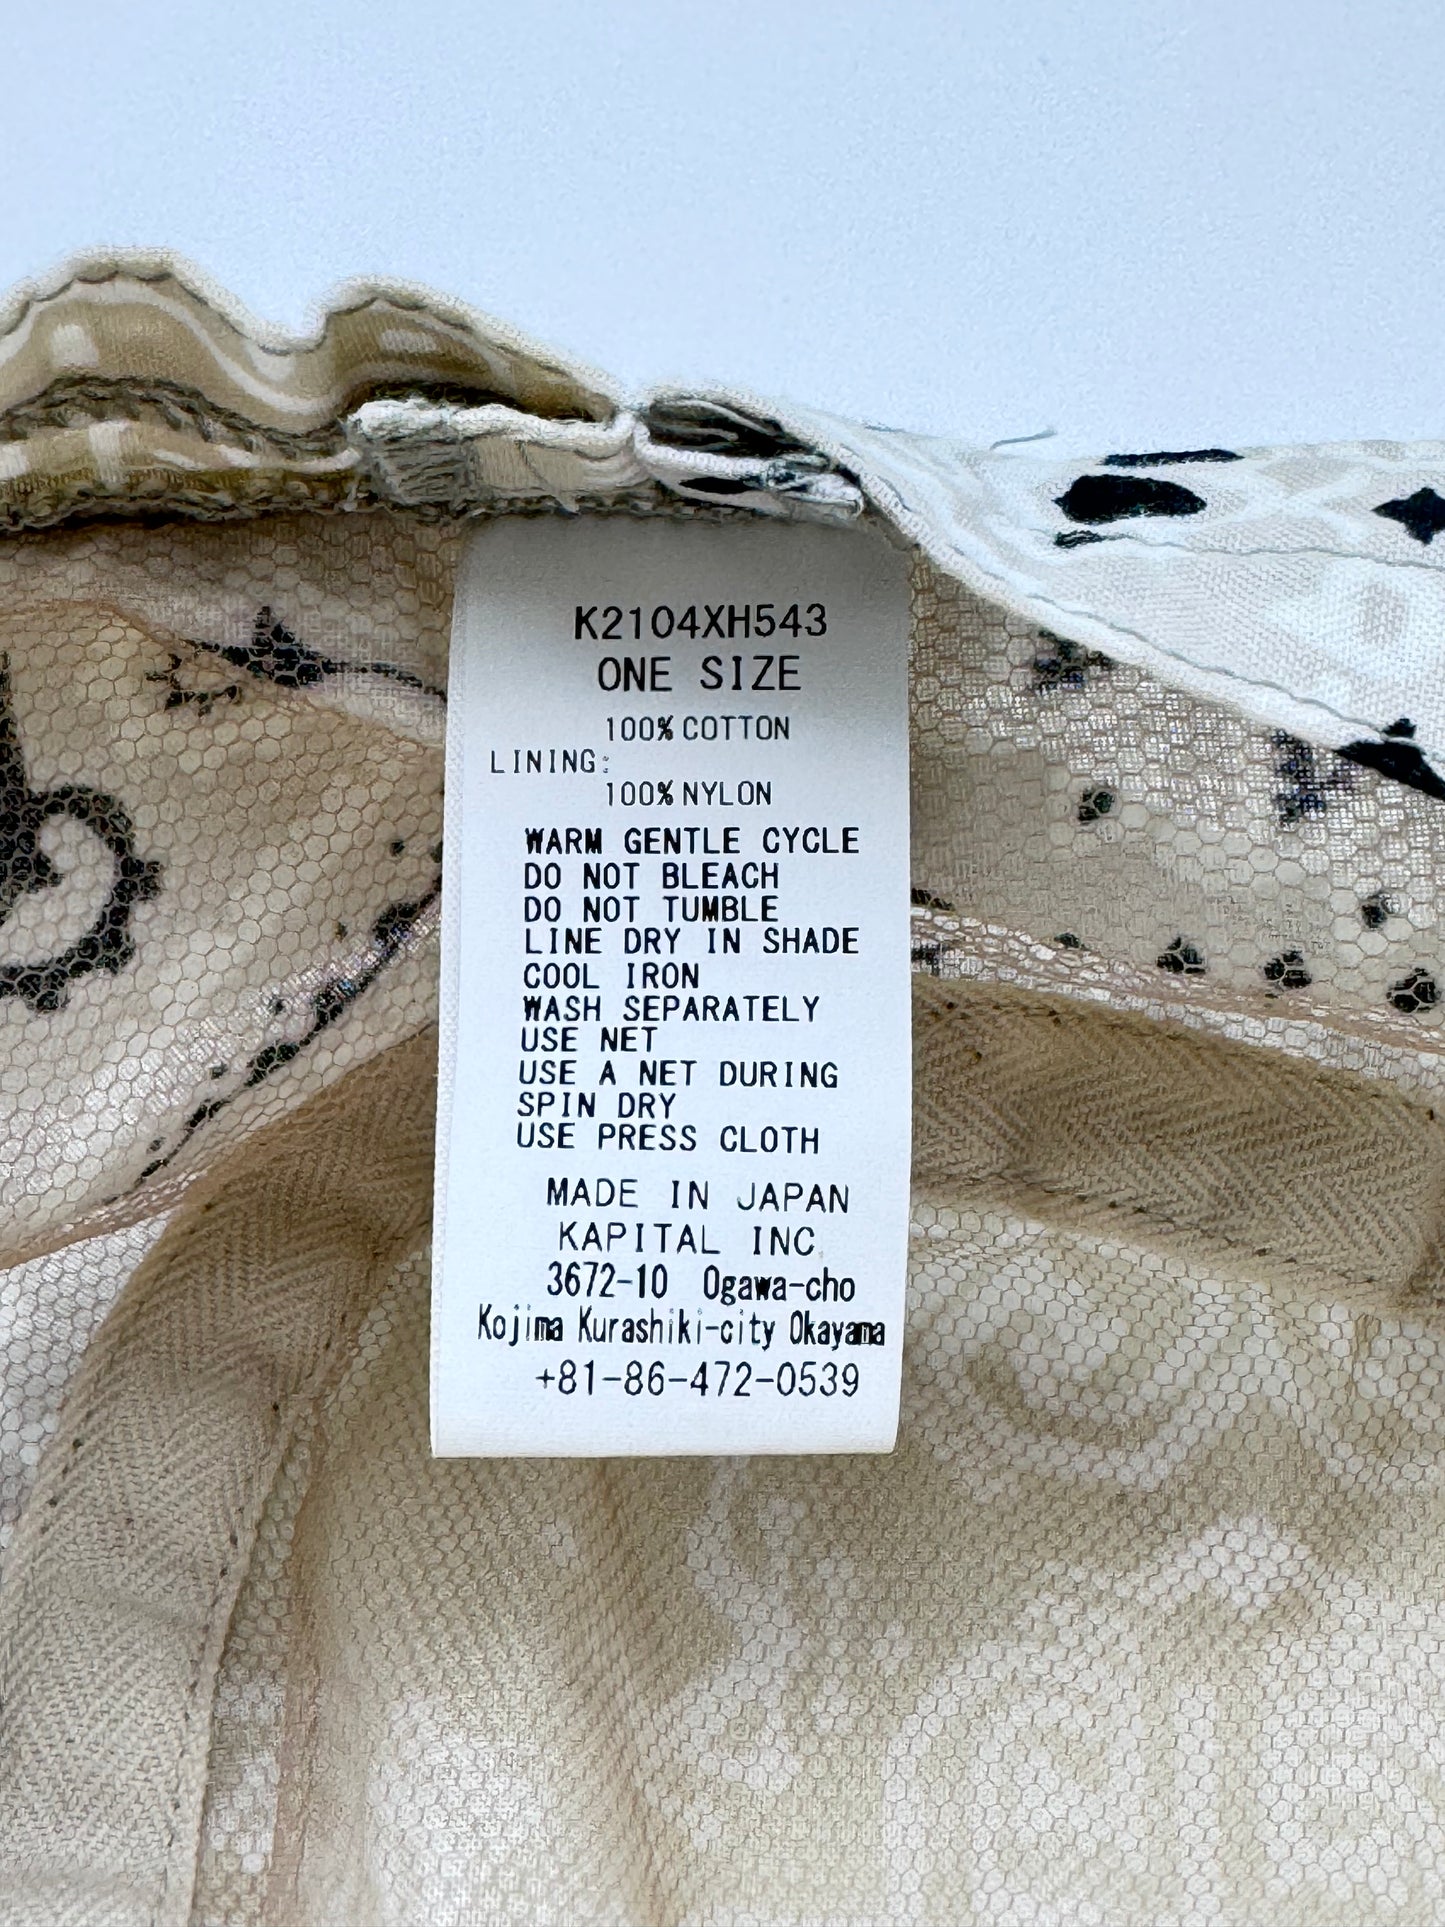 K2104XH543
ONE SIZE
100% COTTON
LINING:
100% NYLON
WARM GENTLE CYCLE
DO NOT BLEACH
DO NOT TUMBLE
LINE DRY IN SHADE
COOL IRON
WASH SEPARATELY
USE NET
USE A NET DURING
SPIN DRY
USE PRESS CLOTH
MADE IN JAPAN
KAPITAL INC.
3672-10 Ogawa-cho
Kojima Kurashiki-city Okayama
+81-86-472-0539